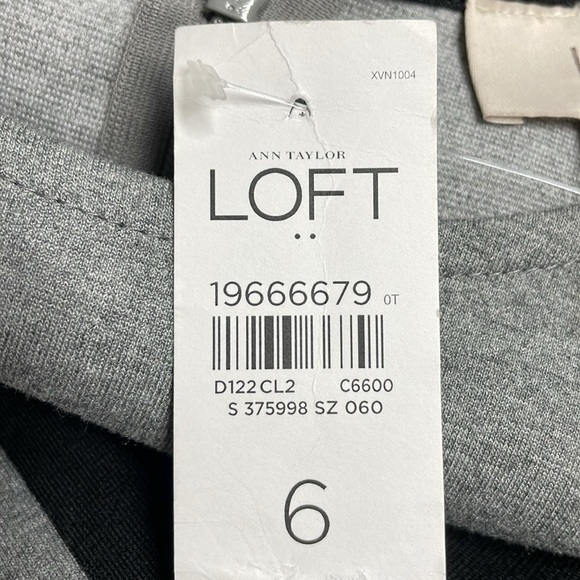 XVN1004
ANN TAYLOR
LOFT
19666679 0T
D122 CL2 C6600
S 375998 SZ 060
6